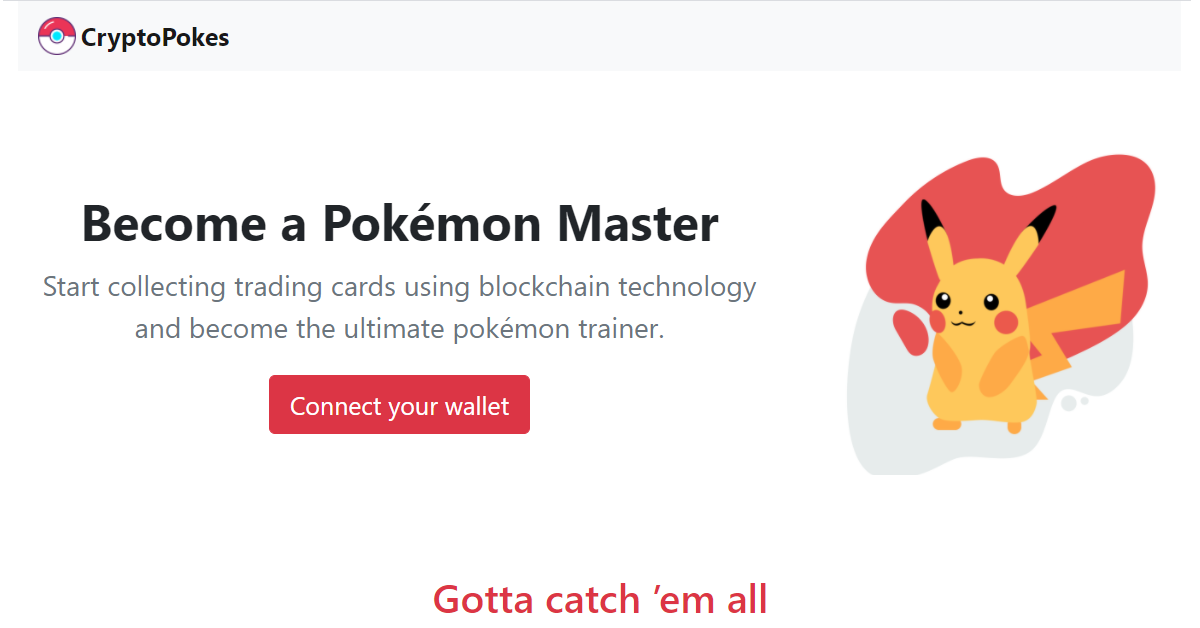 CryptoPokes
Become a Pokémon Master
Start collecting trading cards using blockchain technology
and become the ultimate pokémon trainer.
Connect your wallet
Gotta catch ’em all